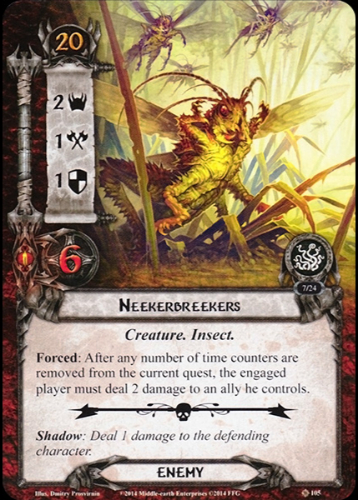 20
2
1
1
6
7/24
NEEKERBREEKERS
Creature. Insect.
Forced: After any number of time counters are
removed from the current quest, the engaged
player must deal 2 damage to an ally he controls.
Shadow: Deal 1 damage to the defending
character.
ENEMY
Illus. Dmitry Prosvirnin ©2014 Middle-earth Enterprises ©2014 FFG 105